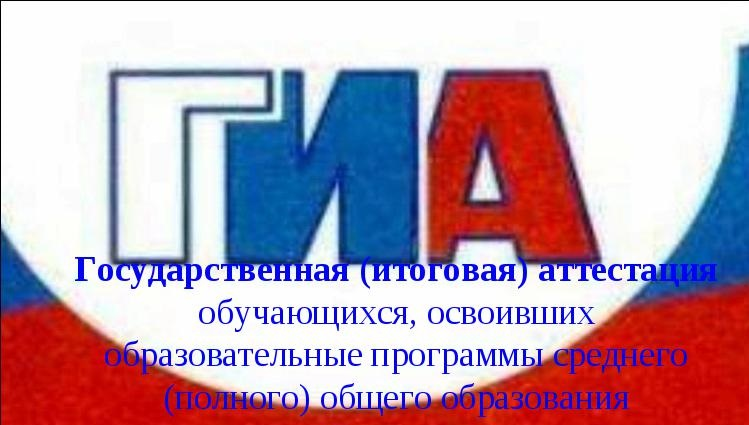 ГИА
Государственная (итоговая) аттестация
обучающихся, освоивших
образовательные программы среднего
(полного) общего образования